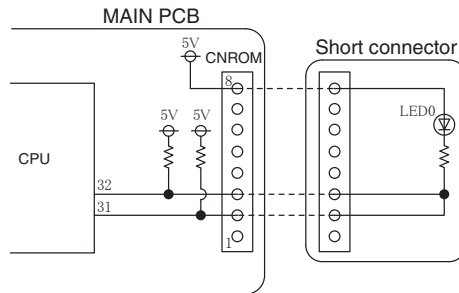 MAIN PCB
5V
CNROM
Short connector
8
LED0
5V
5V
CPU
32
31
1